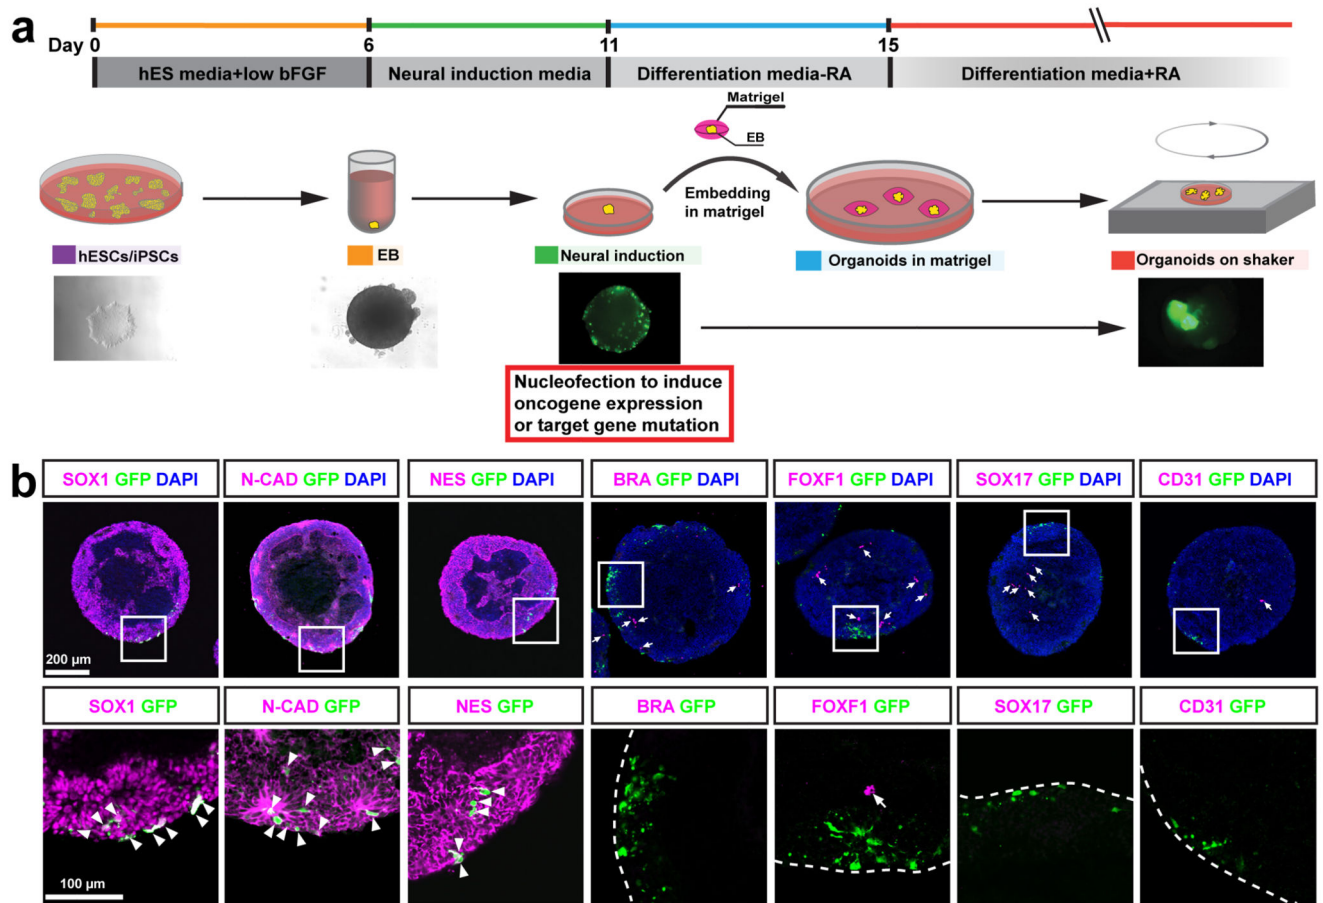 a
Day 0 6 11 15
hES media+low bFGF Neural induction media Differentiation media-RA Differentiation media+RA
Matrigel
EB
Embedding
in matrigel
hESCs/iPSCs EB Neural induction Organoids in matrigel Organoids on shaker
Nucleofection to induce
oncogene expression
or target gene mutation
b
SOX1 GFP DAPI N-CAD GFP DAPI NES GFP DAPI BRA GFP DAPI FOXF1 GFP DAPI SOX17 GFP DAPI CD31 GFP DAPI
200 µm
SOX1 GFP N-CAD GFP NES GFP BRA GFP FOXF1 GFP SOX17 GFP CD31 GFP
100 µm